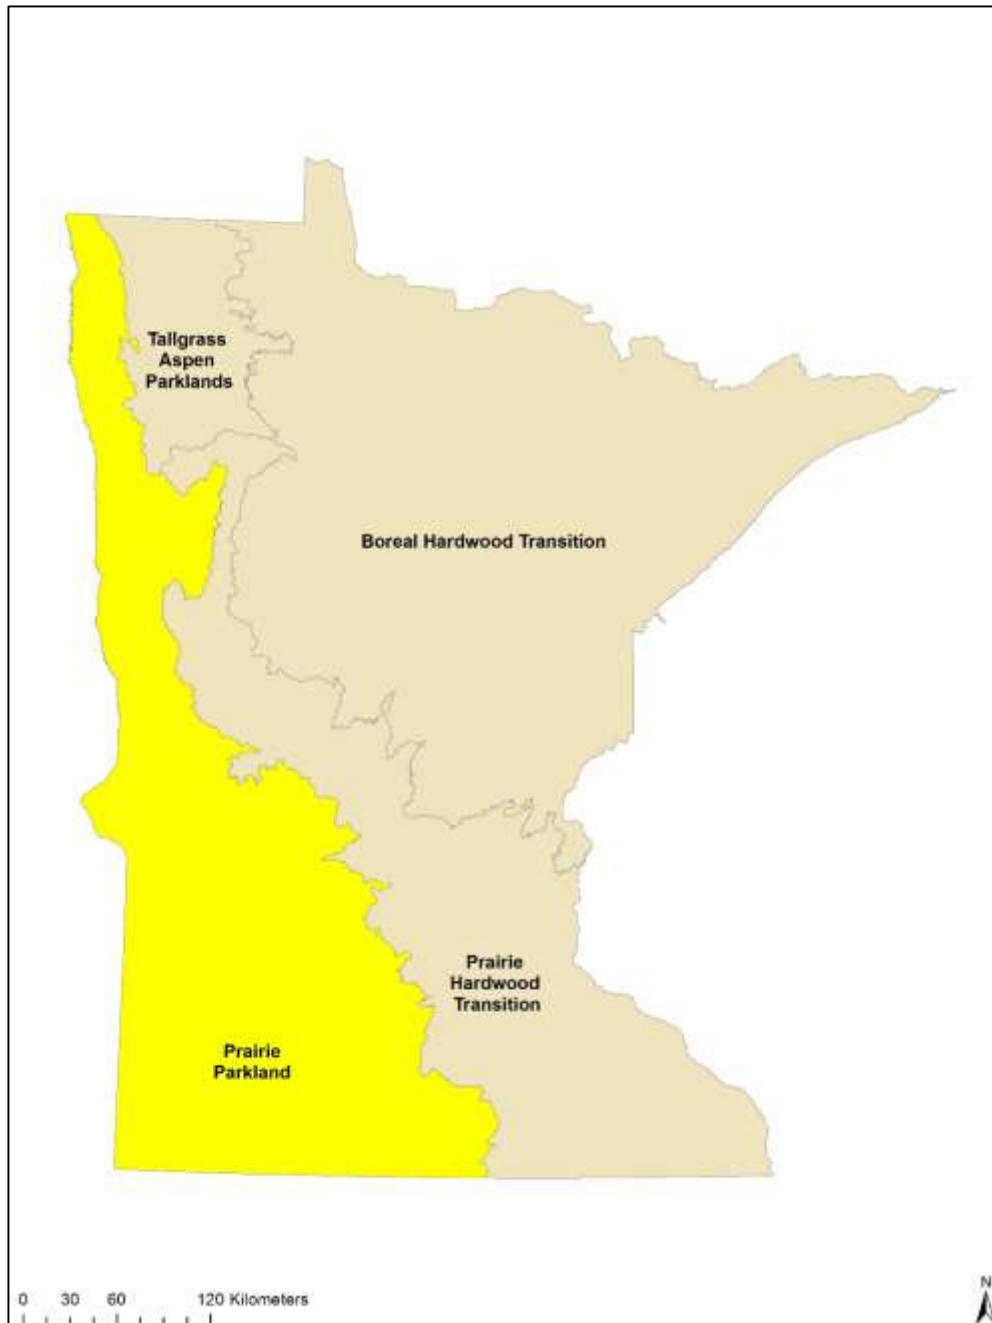 Tallgrass
Aspen
Parklands
Boreal Hardwood Transition
Prairie
Hardwood
Transition
Prairie
Parkland
0 30 60 120 Kilometers
N